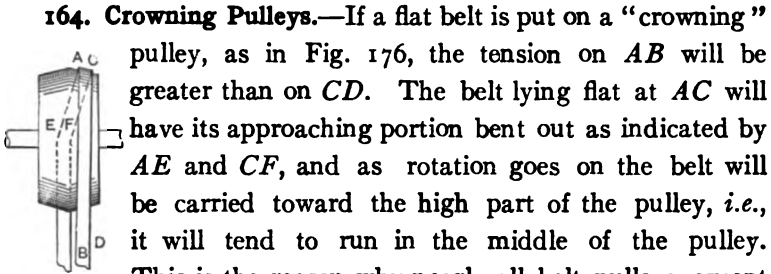 164. Crowning Pulleys.—If a flat belt is put on a "crowning"
pulley, as in Fig. 176, the tension on AB will be
greater than on CD. The belt lying flat at AC will
have its approaching portion bent out as indicated by
AE and CF, and as rotation goes on the belt will
be carried toward the high part of the pulley, i.e.,
it will tend to run in the middle of the pulley.
A C
E F
B D